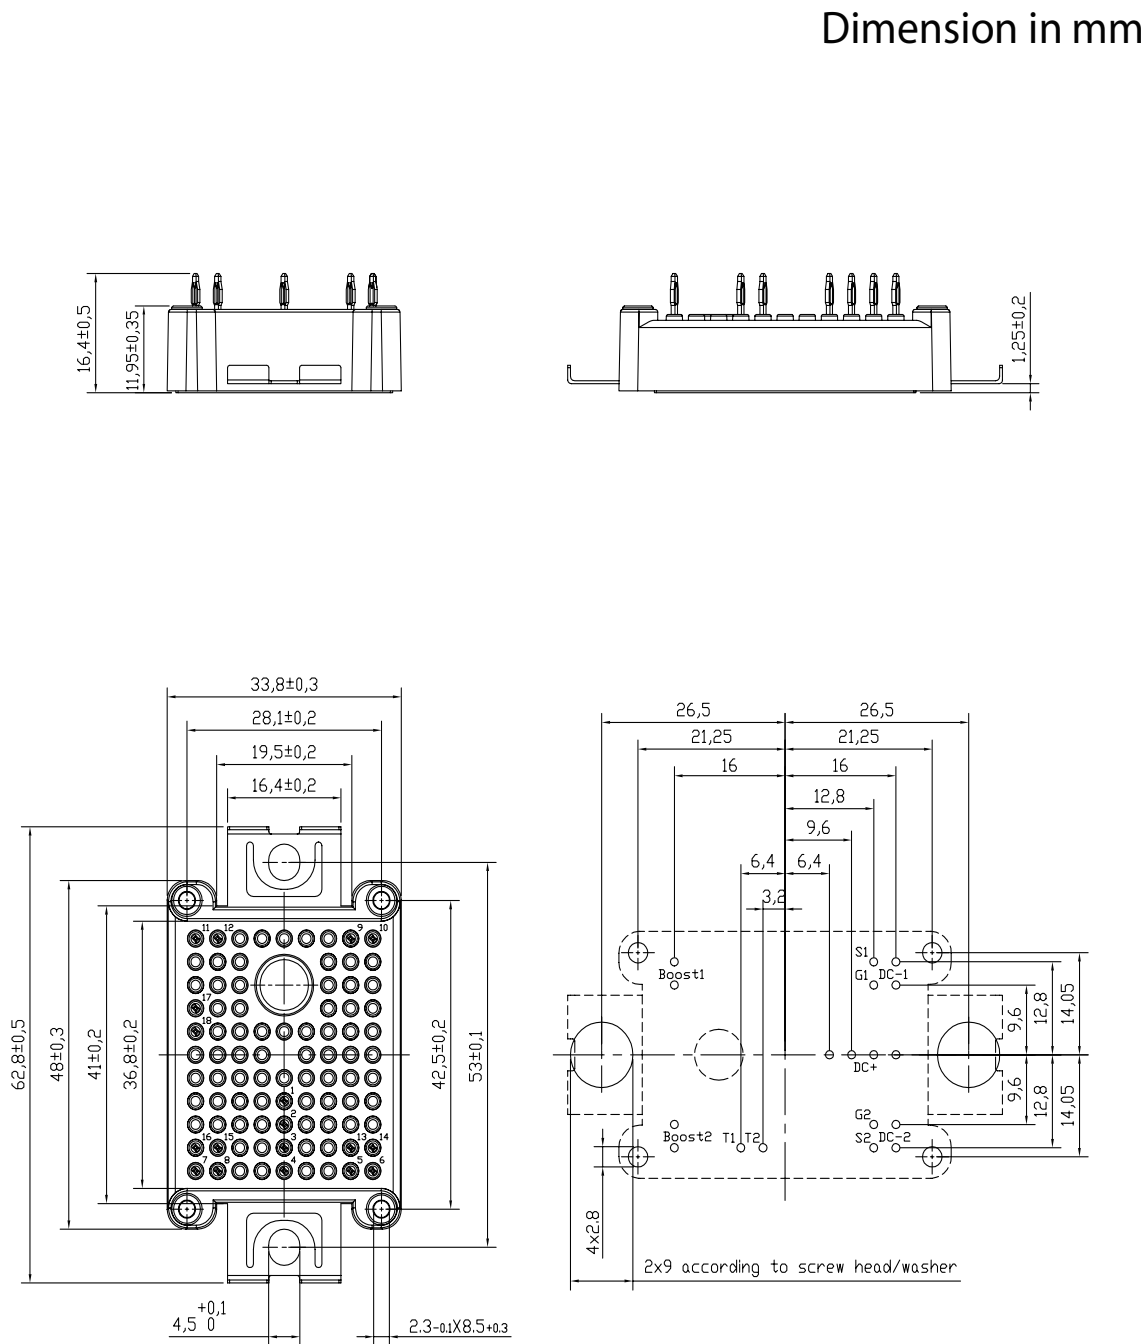 Dimension in mm
16,4±0,5
11,95±0,35
1,25±0,2
33,8±0,3
28,1±0,2
19,5±0,2
16,4±0,2
62,8±0,5
48±0,3
41±0,2
36,8±0,2
42,5±0,2
53±0,1
11 12 9 10
17
18
1
2
16 15 3 13 14
7 8 4 5 6
+0,1
4,5 0
2.3-0.1X8.5+0.3
26,5 26,5
21,25 21,25
16 16
12,8
9,6
6,4 6,4
3,2
S1
Boost1 G1 DC-1
9,6 12,8 14,05
DC+
9,6 12,8 14,05
G2
Boost2 T1 T2 S2 DC-2
4x2.8
2x9 according to screw head/washer